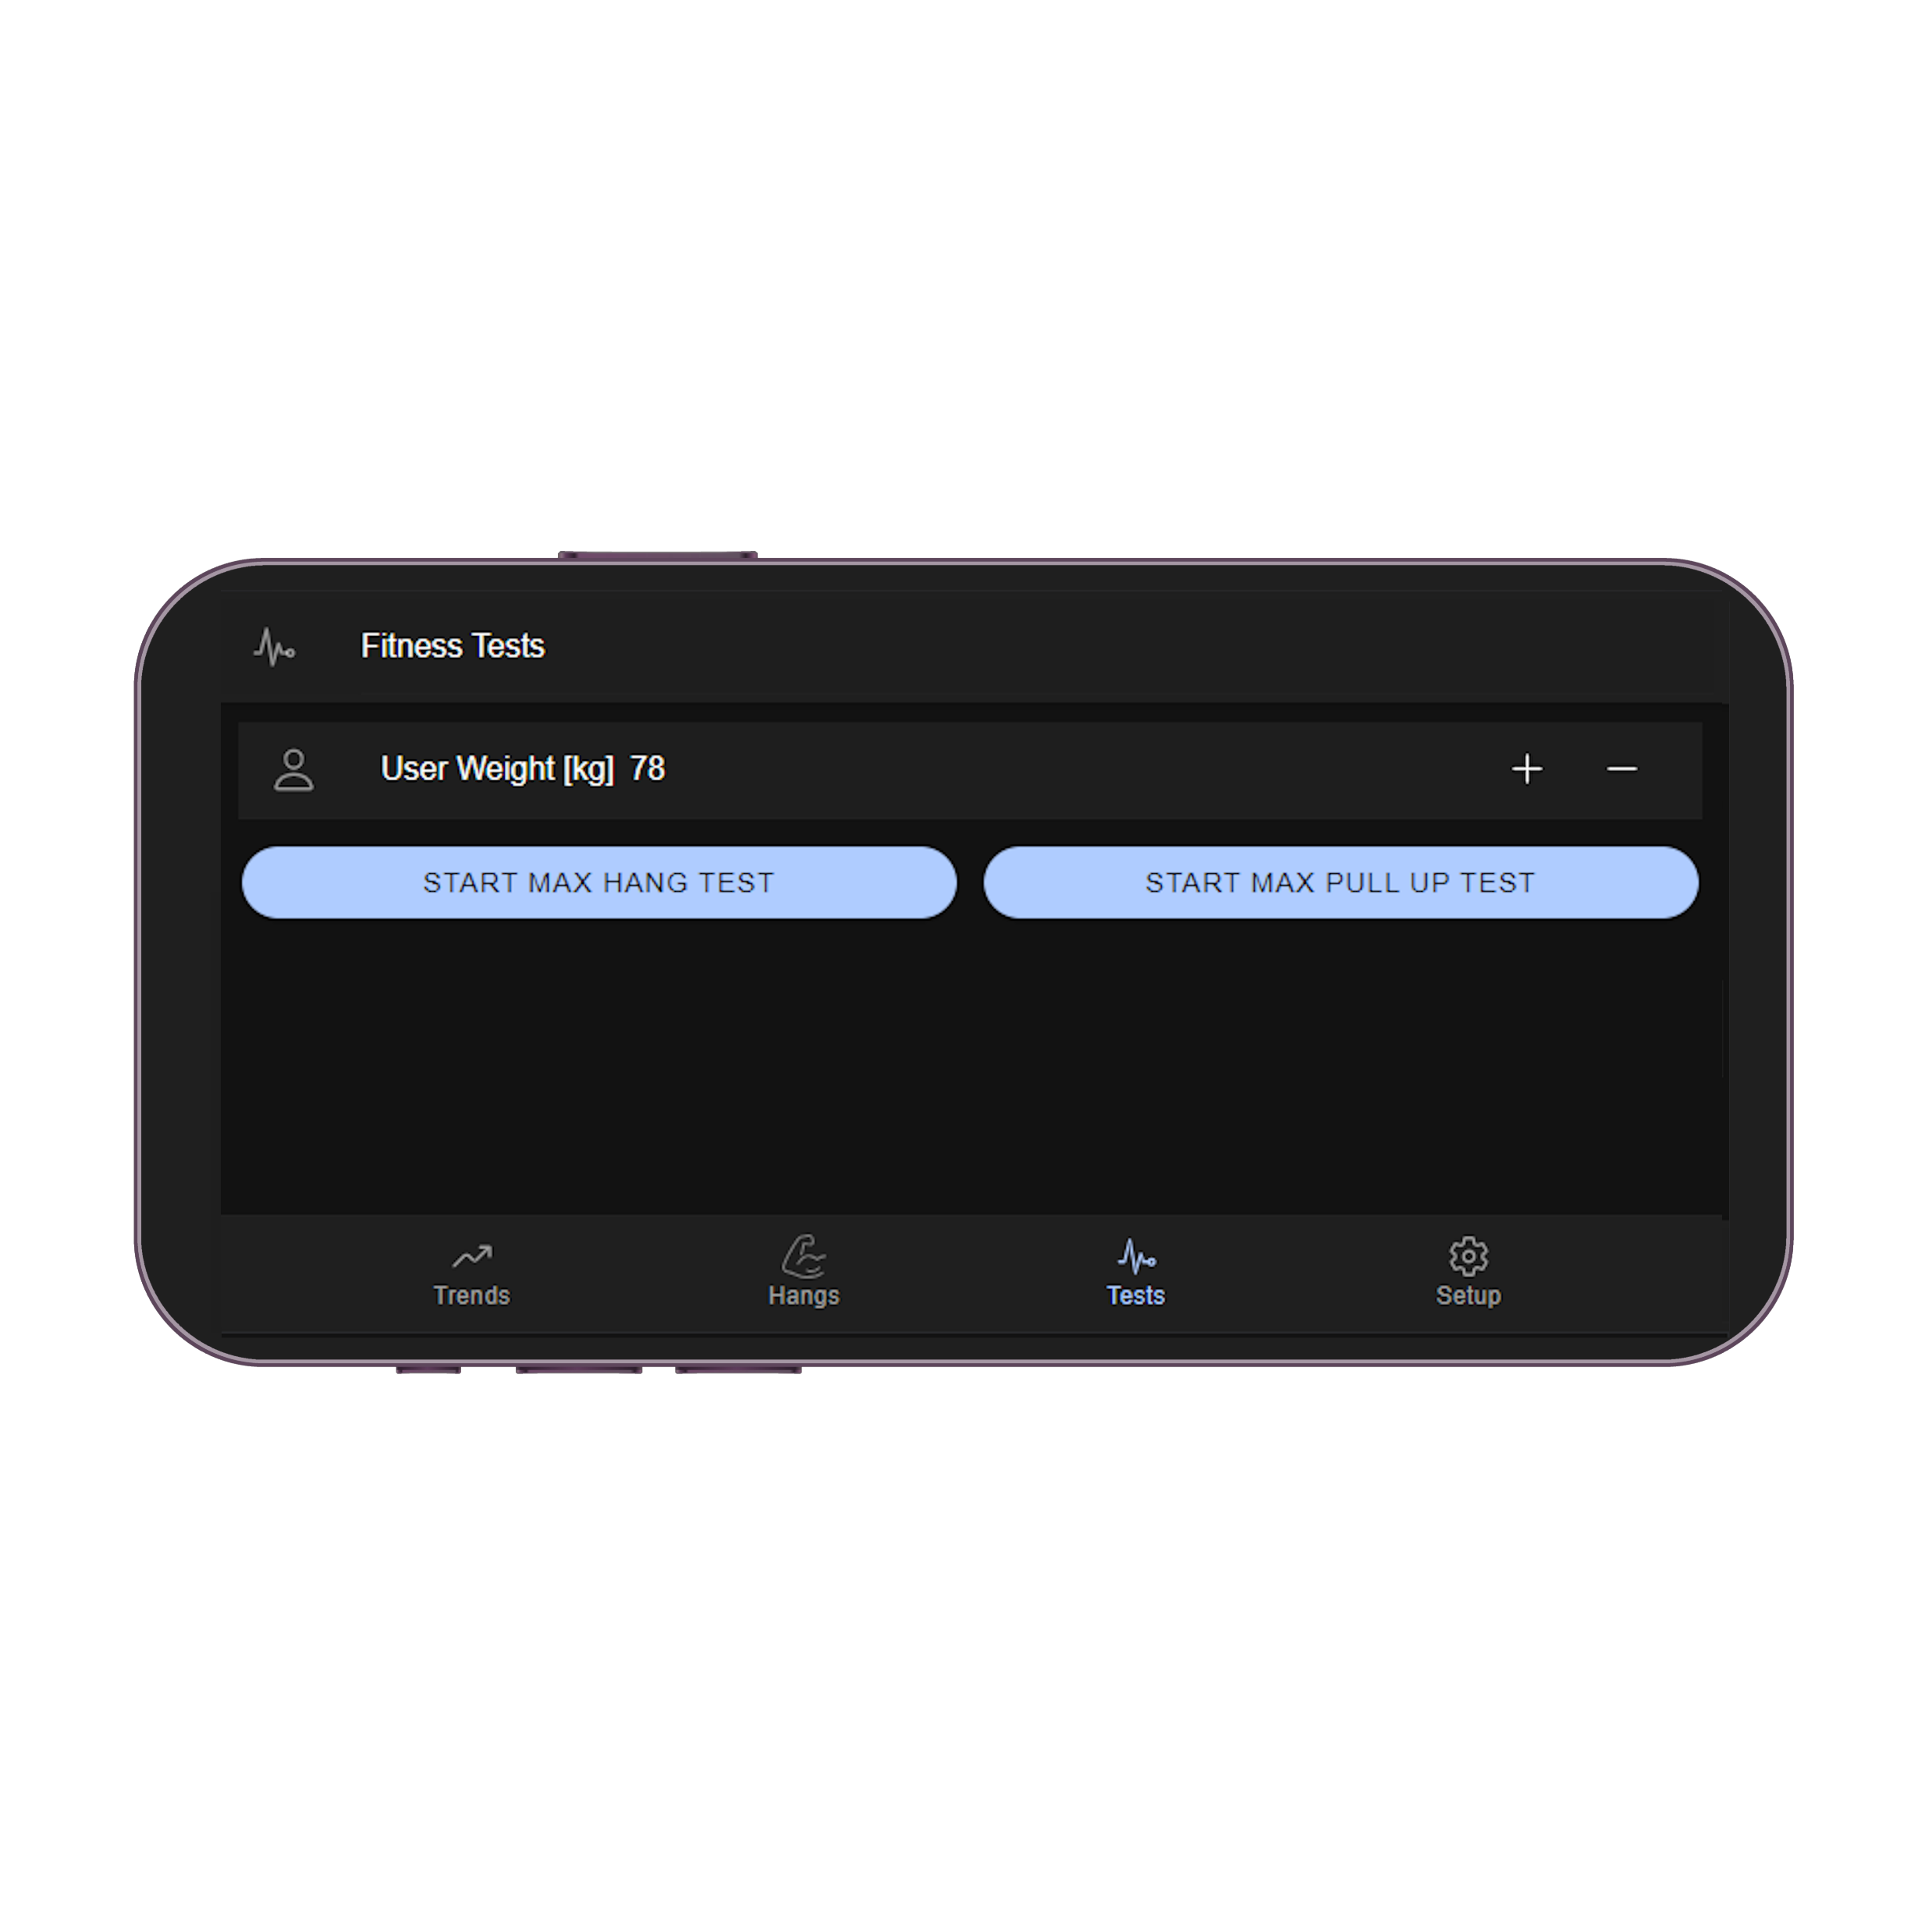 Fitness Tests
User Weight [kg] 78
START MAX HANG TEST
START MAX PULL UP TEST
Trends
Hangs
Tests
Setup